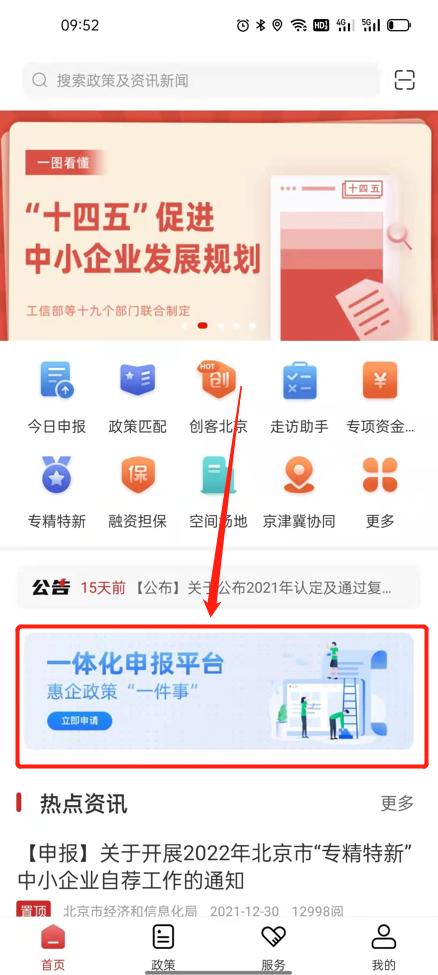 09:52
HD
4G
5G
搜索政策及资讯新闻
一图看懂
“十四五”促进
中小企业发展规划
十四五
工信部等十九个部门联合制定
HOT
创
¥
今日申报
政策匹配
创客北京
走访助手
专项资金...
保
专精特新
融资担保
空间场地
京津冀协同
更多
公告 15天前 【公布】关于公布2021年认定及通过复...
一体化申报平台
惠企政策“一件事”
立即申请
热点资讯
更多
【申报】关于开展2022年北京市“专精特新”
中小企业自荐工作的通知
置顶 北京市经济和信息化局 2021-12-30 12998阅
首页
政策
服务
我的